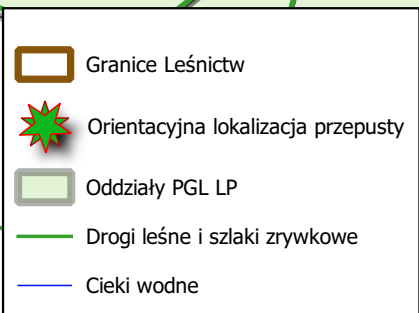 Granice Leśnictw
Orientacyjna lokalizacja przepusty
Oddziały PGL LP
Drogi leśne i szlaki zrywkowe
Cieki wodne